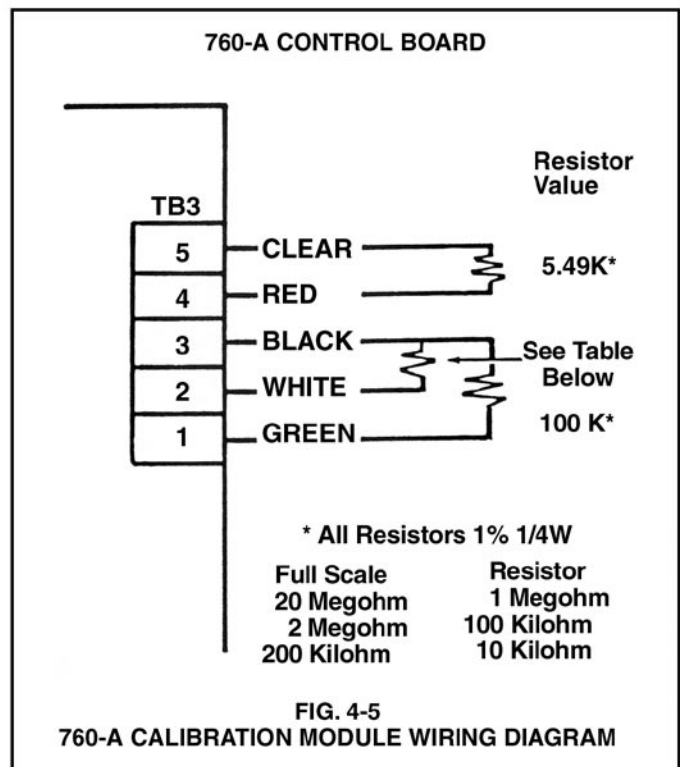 760-A CONTROL BOARD
Resistor
Value
TB3
5 CLEAR
5.49K*
4 RED
3 BLACK
See Table
Below
2 WHITE
100 K*
1 GREEN
* All Resistors 1% 1/4W
Full Scale Resistor
20 Megohm 1 Megohm
2 Megohm 100 Kilohm
200 Kilohm 10 Kilohm
FIG. 4-5
760-A CALIBRATION MODULE WIRING DIAGRAM